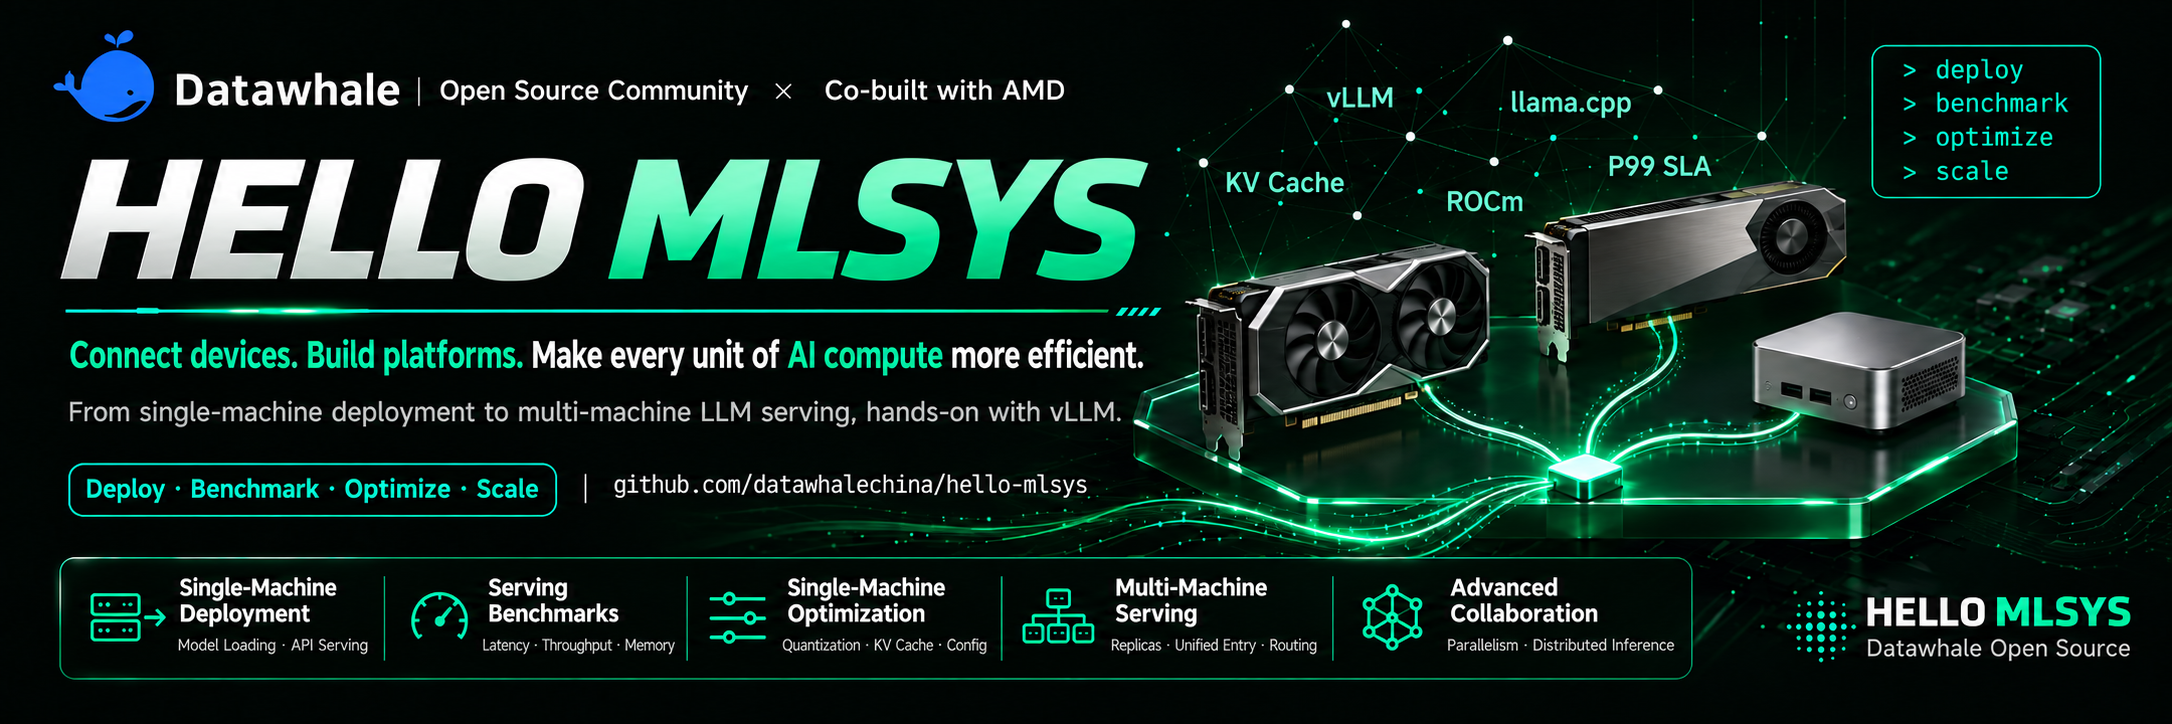 Datawhale | Open Source Community × Co-built with AMD
HELLO MLSYS
Connect devices. Build platforms. Make every unit of AI compute more efficient.
From single-machine deployment to multi-machine LLM serving, hands-on with vLLM.
Deploy · Benchmark · Optimize · Scale | github.com/datawhalechina/hello-mlsys
vLLM
llama.cpp
KV Cache
ROCm
P99 SLA
> deploy
> benchmark
> optimize
> scale
Single-Machine
Deployment
Model Loading · API Serving
Serving
Benchmarks
Latency · Throughput · Memory
Single-Machine
Optimization
Quantization · KV Cache · Config
Multi-Machine
Serving
Replicas · Unified Entry · Routing
Advanced
Collaboration
Parallelism · Distributed Inference
HELLO MLSYS
Datawhale Open Source